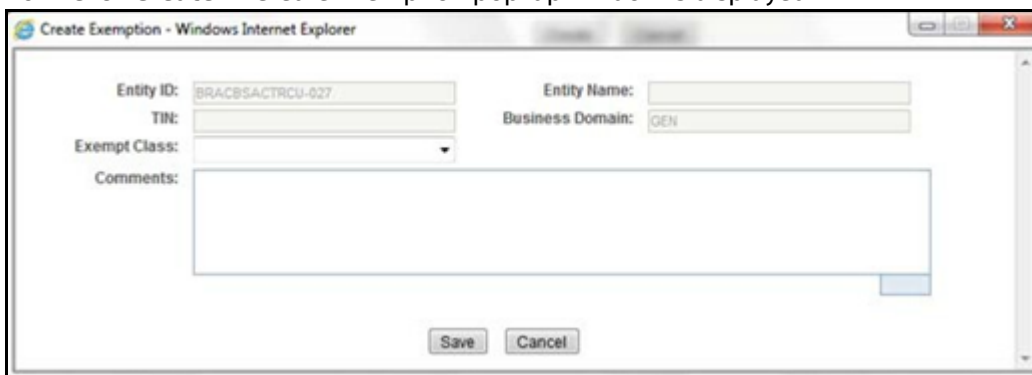 Create Exemption - Windows Internet Explorer
Entity ID: BRACBSACTRCU-027 Entity Name:
TIN: Business Domain: GEN
Exempt Class:
Comments:
Save Cancel